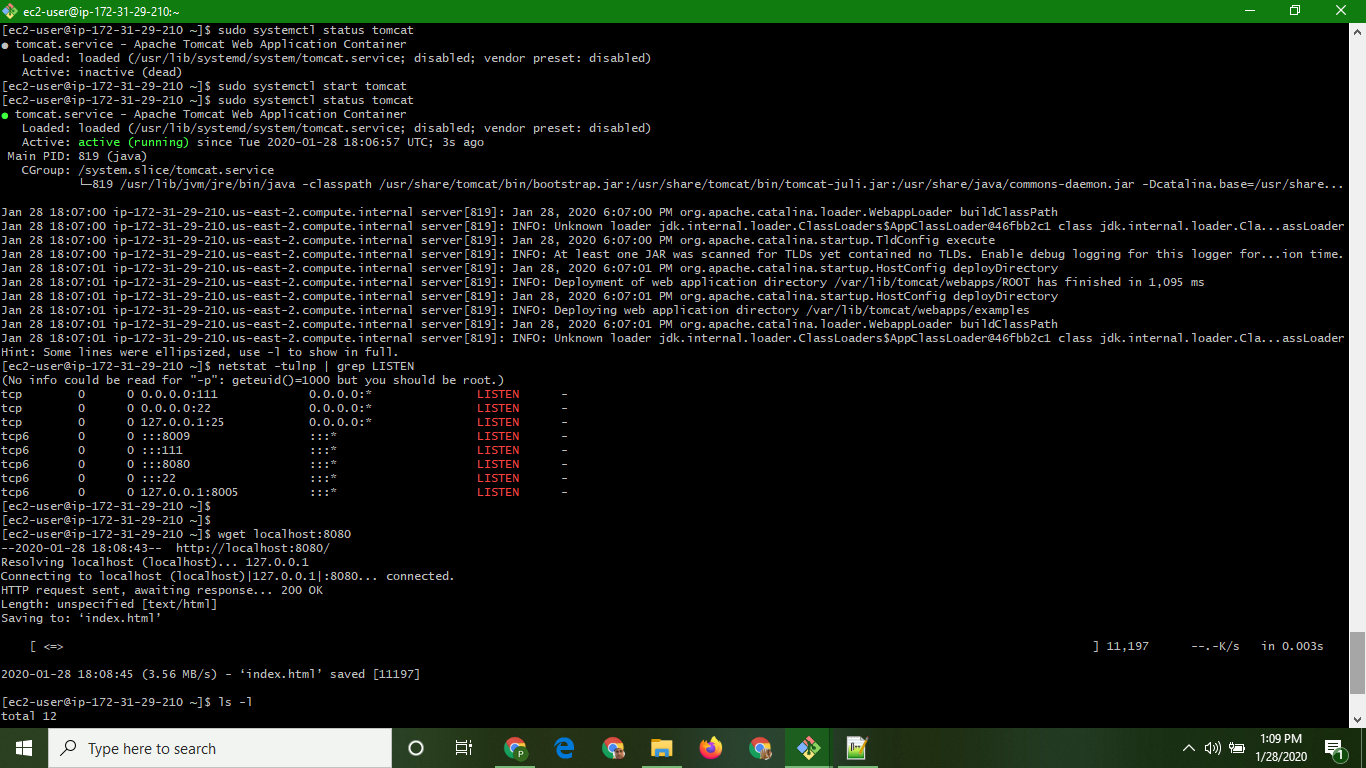 ec2-user@ip-172-31-29-210:~
[ec2-user@ip-172-31-29-210 ~]$ sudo systemctl status tomcat
● tomcat.service - Apache Tomcat Web Application Container
   Loaded: loaded (/usr/lib/systemd/system/tomcat.service; disabled; vendor preset: disabled)
   Active: inactive (dead)
[ec2-user@ip-172-31-29-210 ~]$ sudo systemctl start tomcat
[ec2-user@ip-172-31-29-210 ~]$ sudo systemctl status tomcat
● tomcat.service - Apache Tomcat Web Application Container
   Loaded: loaded (/usr/lib/systemd/system/tomcat.service; disabled; vendor preset: disabled)
   Active: active (running) since Tue 2020-01-28 18:06:57 UTC; 3s ago
 Main PID: 819 (java)
   CGroup: /system.slice/tomcat.service
           └─819 /usr/lib/jvm/jre/bin/java -classpath /usr/share/tomcat/bin/bootstrap.jar:/usr/share/tomcat/bin/tomcat-juli.jar:/usr/share/java/commons-daemon.jar -Dcatalina.base=/usr/share...
Jan 28 18:07:00 ip-172-31-29-210.us-east-2.compute.internal server[819]: Jan 28, 2020 6:07:00 PM org.apache.catalina.loader.WebappLoader buildClassPath
Jan 28 18:07:00 ip-172-31-29-210.us-east-2.compute.internal server[819]: INFO: Unknown loader jdk.internal.loader.ClassLoaders$AppClassLoader@46fbb2c1 class jdk.internal.loader.Cla...assLoader
Jan 28 18:07:00 ip-172-31-29-210.us-east-2.compute.internal server[819]: Jan 28, 2020 6:07:00 PM org.apache.catalina.startup.TldConfig execute
Jan 28 18:07:00 ip-172-31-29-210.us-east-2.compute.internal server[819]: INFO: At least one JAR was scanned for TLDs yet contained no TLDs. Enable debug logging for this logger for...ion time.
Jan 28 18:07:01 ip-172-31-29-210.us-east-2.compute.internal server[819]: Jan 28, 2020 6:07:01 PM org.apache.catalina.startup.HostConfig deployDirectory
Jan 28 18:07:01 ip-172-31-29-210.us-east-2.compute.internal server[819]: INFO: Deployment of web application directory /var/lib/tomcat/webapps/ROOT has finished in 1,095 ms
Jan 28 18:07:01 ip-172-31-29-210.us-east-2.compute.internal server[819]: Jan 28, 2020 6:07:01 PM org.apache.catalina.startup.HostConfig deployDirectory
Jan 28 18:07:01 ip-172-31-29-210.us-east-2.compute.internal server[819]: INFO: Deploying web application directory /var/lib/tomcat/webapps/examples
Jan 28 18:07:01 ip-172-31-29-210.us-east-2.compute.internal server[819]: Jan 28, 2020 6:07:01 PM org.apache.catalina.loader.WebappLoader buildClassPath
Jan 28 18:07:01 ip-172-31-29-210.us-east-2.compute.internal server[819]: INFO: Unknown loader jdk.internal.loader.ClassLoaders$AppClassLoader@46fbb2c1 class jdk.internal.loader.Cla...assLoader
Hint: Some lines were ellipsized, use -l to show in full.
[ec2-user@ip-172-31-29-210 ~]$ netstat -tulnp | grep LISTEN
(No info could be read for "-p": geteuid()=1000 but you should be root.)
tcp        0      0 0.0.0.0:111             0.0.0.0:*               LISTEN      -
tcp        0      0 0.0.0.0:22              0.0.0.0:*               LISTEN      -
tcp        0      0 127.0.0.1:25            0.0.0.0:*               LISTEN      -
tcp6       0      0 :::8009                 :::*                    LISTEN      -
tcp6       0      0 :::111                  :::*                    LISTEN      -
tcp6       0      0 :::8080                 :::*                    LISTEN      -
tcp6       0      0 :::22                   :::*                    LISTEN      -
tcp6       0      0 127.0.0.1:8005          :::*                    LISTEN      -
[ec2-user@ip-172-31-29-210 ~]$
[ec2-user@ip-172-31-29-210 ~]$
[ec2-user@ip-172-31-29-210 ~]$ wget localhost:8080
--2020-01-28 18:08:43--  http://localhost:8080/
Resolving localhost (localhost)... 127.0.0.1
Connecting to localhost (localhost)|127.0.0.1|:8080... connected.
HTTP request sent, awaiting response... 200 OK
Length: unspecified [text/html]
Saving to: ‘index.html’
    [ <=> ] 11,197      --.-K/s   in 0.003s
2020-01-28 18:08:45 (3.56 MB/s) - ‘index.html’ saved [11197]
[ec2-user@ip-172-31-29-210 ~]$ ls -l
total 12
Type here to search
1:09 PM
1/28/2020
1